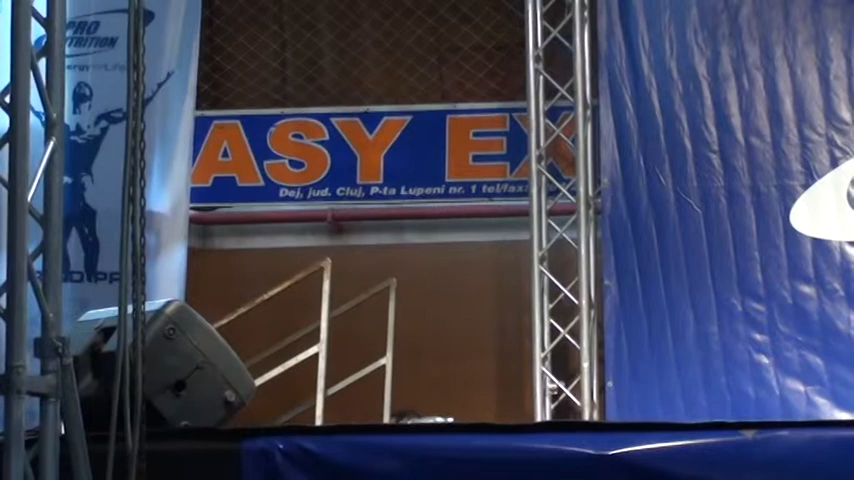 PRO
NUTRITION
ASY EX
Dej, jud. Cluj, P-ta Lupeni nr. 1 tel/fax: